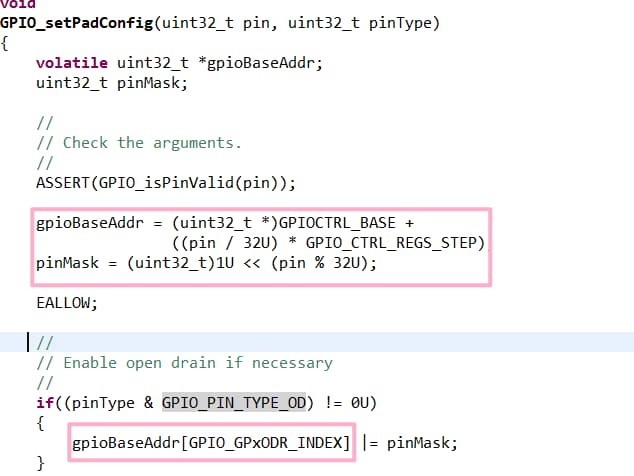 void
GPIO_setPadConfig(uint32_t pin, uint32_t pinType)
{
    volatile uint32_t *gpioBaseAddr;
    uint32_t pinMask;

    //
    // Check the arguments.
    //
    ASSERT(GPIO_isPinValid(pin));

    gpioBaseAddr = (uint32_t *)GPIOCTRL_BASE +
                   ((pin / 32U) * GPIO_CTRL_REGS_STEP)
    pinMask = (uint32_t)1U << (pin % 32U);

    EALLOW;

    //
    // Enable open drain if necessary
    //
    if((pinType & GPIO_PIN_TYPE_OD) != 0U)
    {
        gpioBaseAddr[GPIO_GPxODR_INDEX] |= pinMask;
    }